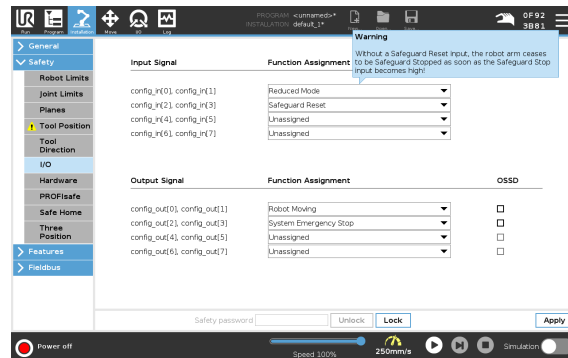 UR
Run
Program
Installation
Move
I/O
Log
PROGRAM <unnamed>*
INSTALLATION default_1*
Open...
Save...
0F92
3B81
Warning
Without a Safeguard Reset input, the robot arm ceases
to be Safeguard Stopped as soon as the Safeguard Stop
input becomes high!
General
Safety
Robot Limits
Joint Limits
Planes
Tool Position
Tool
Direction
I/O
Hardware
PROFIsafe
Safe Home
Three
Position
Features
Fieldbus
Input Signal Function Assignment
config_in[0], config_in[1] Reduced Mode
config_in[2], config_in[3] Safeguard Reset
config_in[4], config_in[5] Unassigned
config_in[6], config_in[7] Unassigned
Output Signal Function Assignment OSSD
config_out[0], config_out[1] Robot Moving
config_out[2], config_out[3] System Emergency Stop
config_out[4], config_out[5] Unassigned
config_out[6], config_out[7] Unassigned
Safety password Unlock Lock Apply
Power off
Speed 100%
250mm/s
Simulation